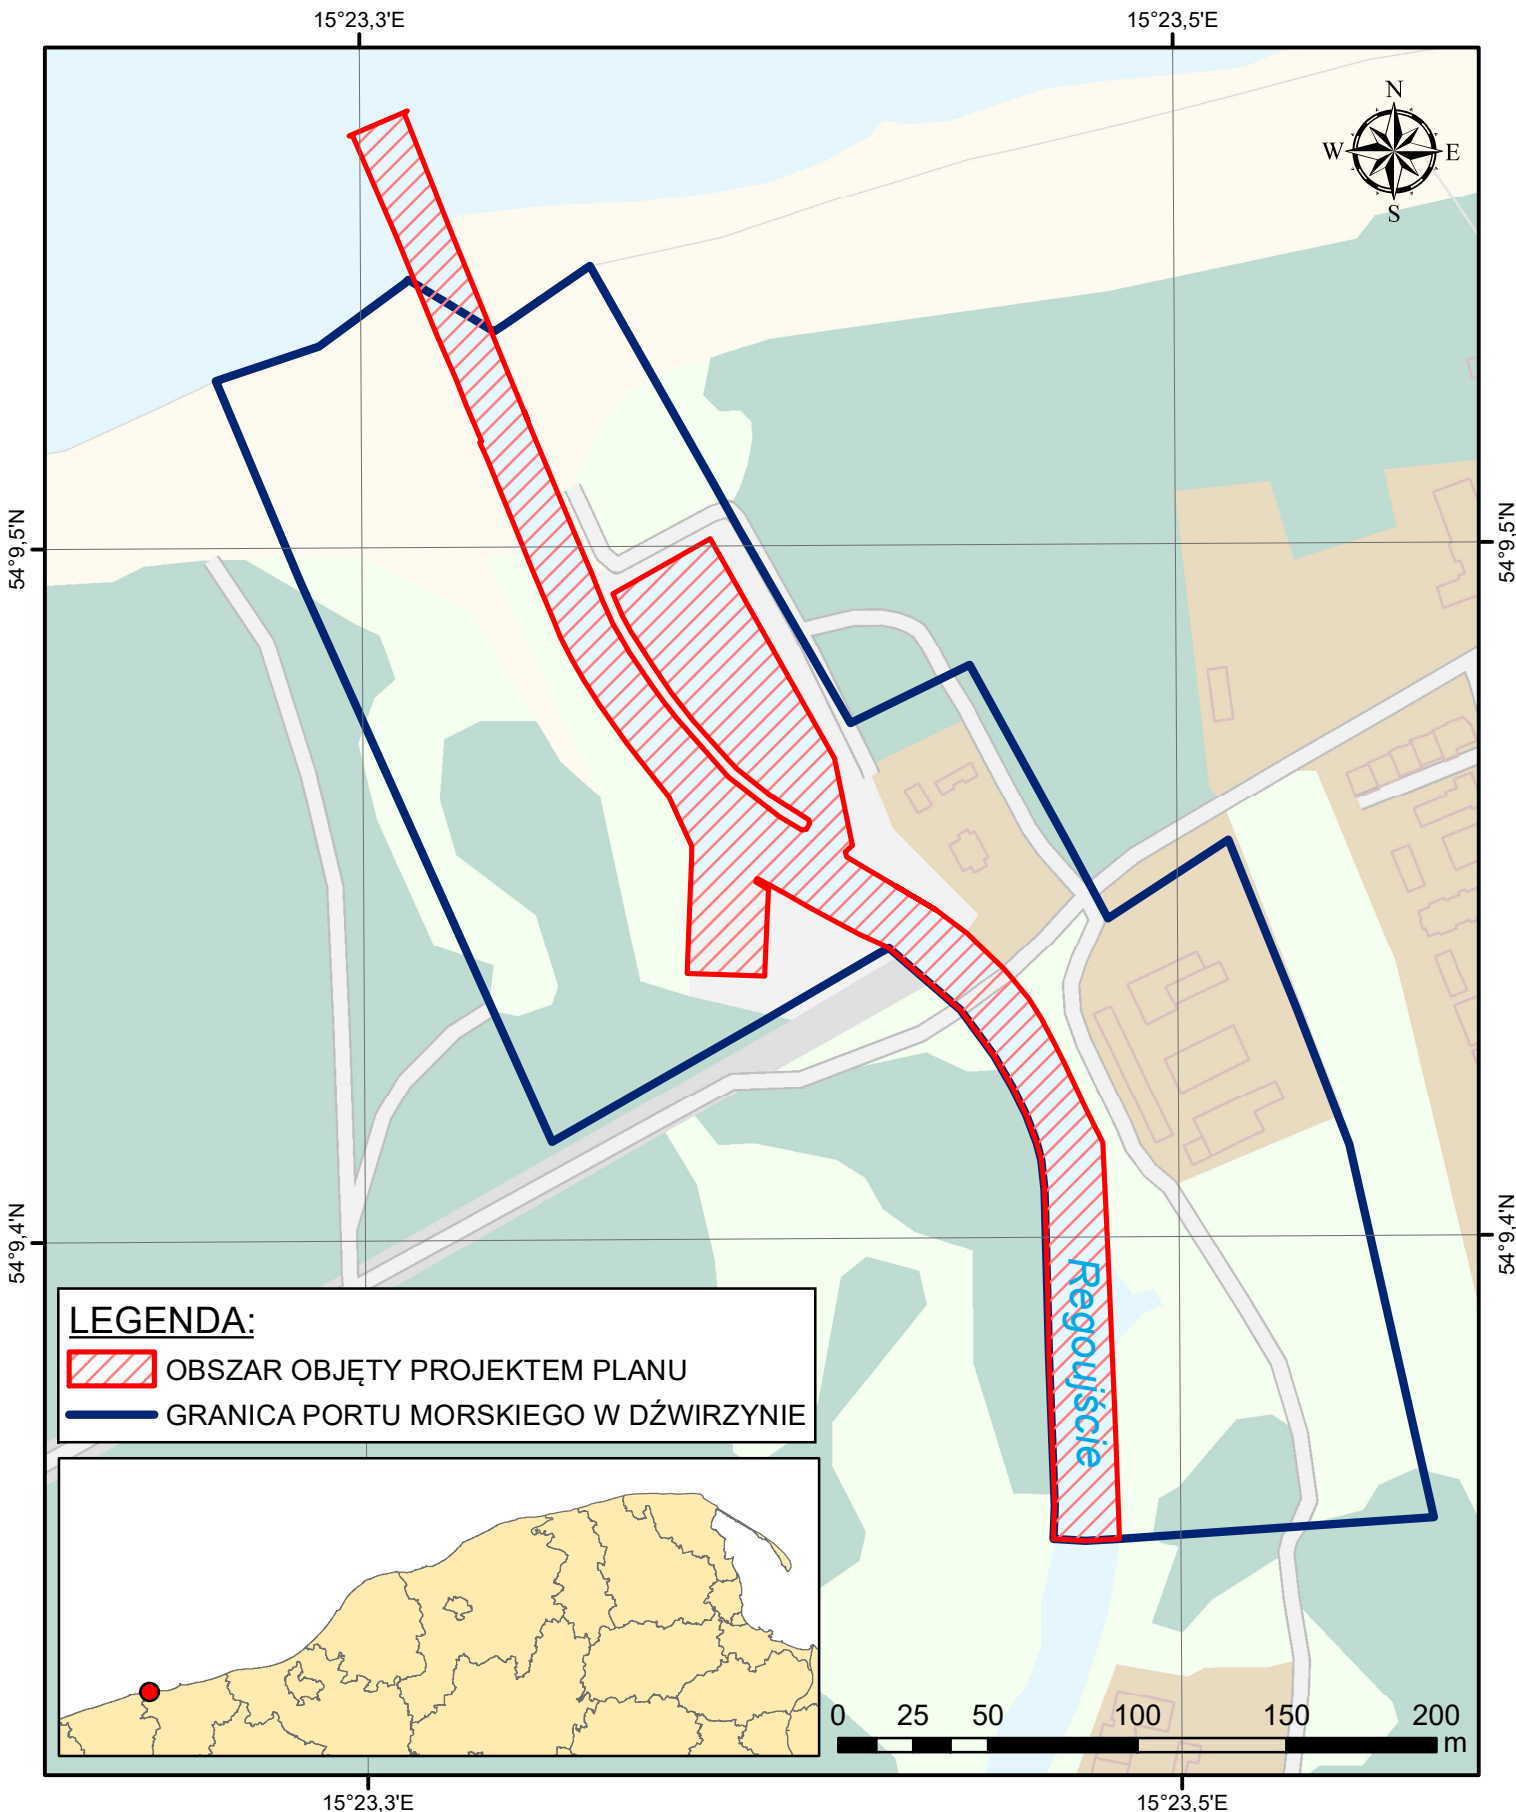 15°23,3'E
15°23,5'E
N
W
E
S
54°9,5'N
54°9,5'N
54°9,4'N
54°9,4'N
Regoujście
LEGENDA:
OBSZAR OBJĘTY PROJEKTEM PLANU
GRANICA PORTU MORSKIEGO W DŹWIRZYNIE
0 25 50 100 150 200
m
15°23,3'E
15°23,5'E